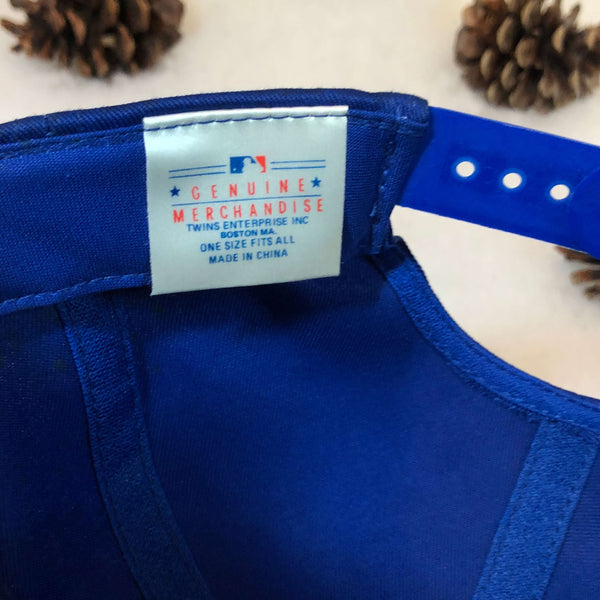 GENUINE
MERCHANDISE
TWINS ENTERPRISE INC
BOSTON MA.
ONE SIZE FITS ALL
MADE IN CHINA